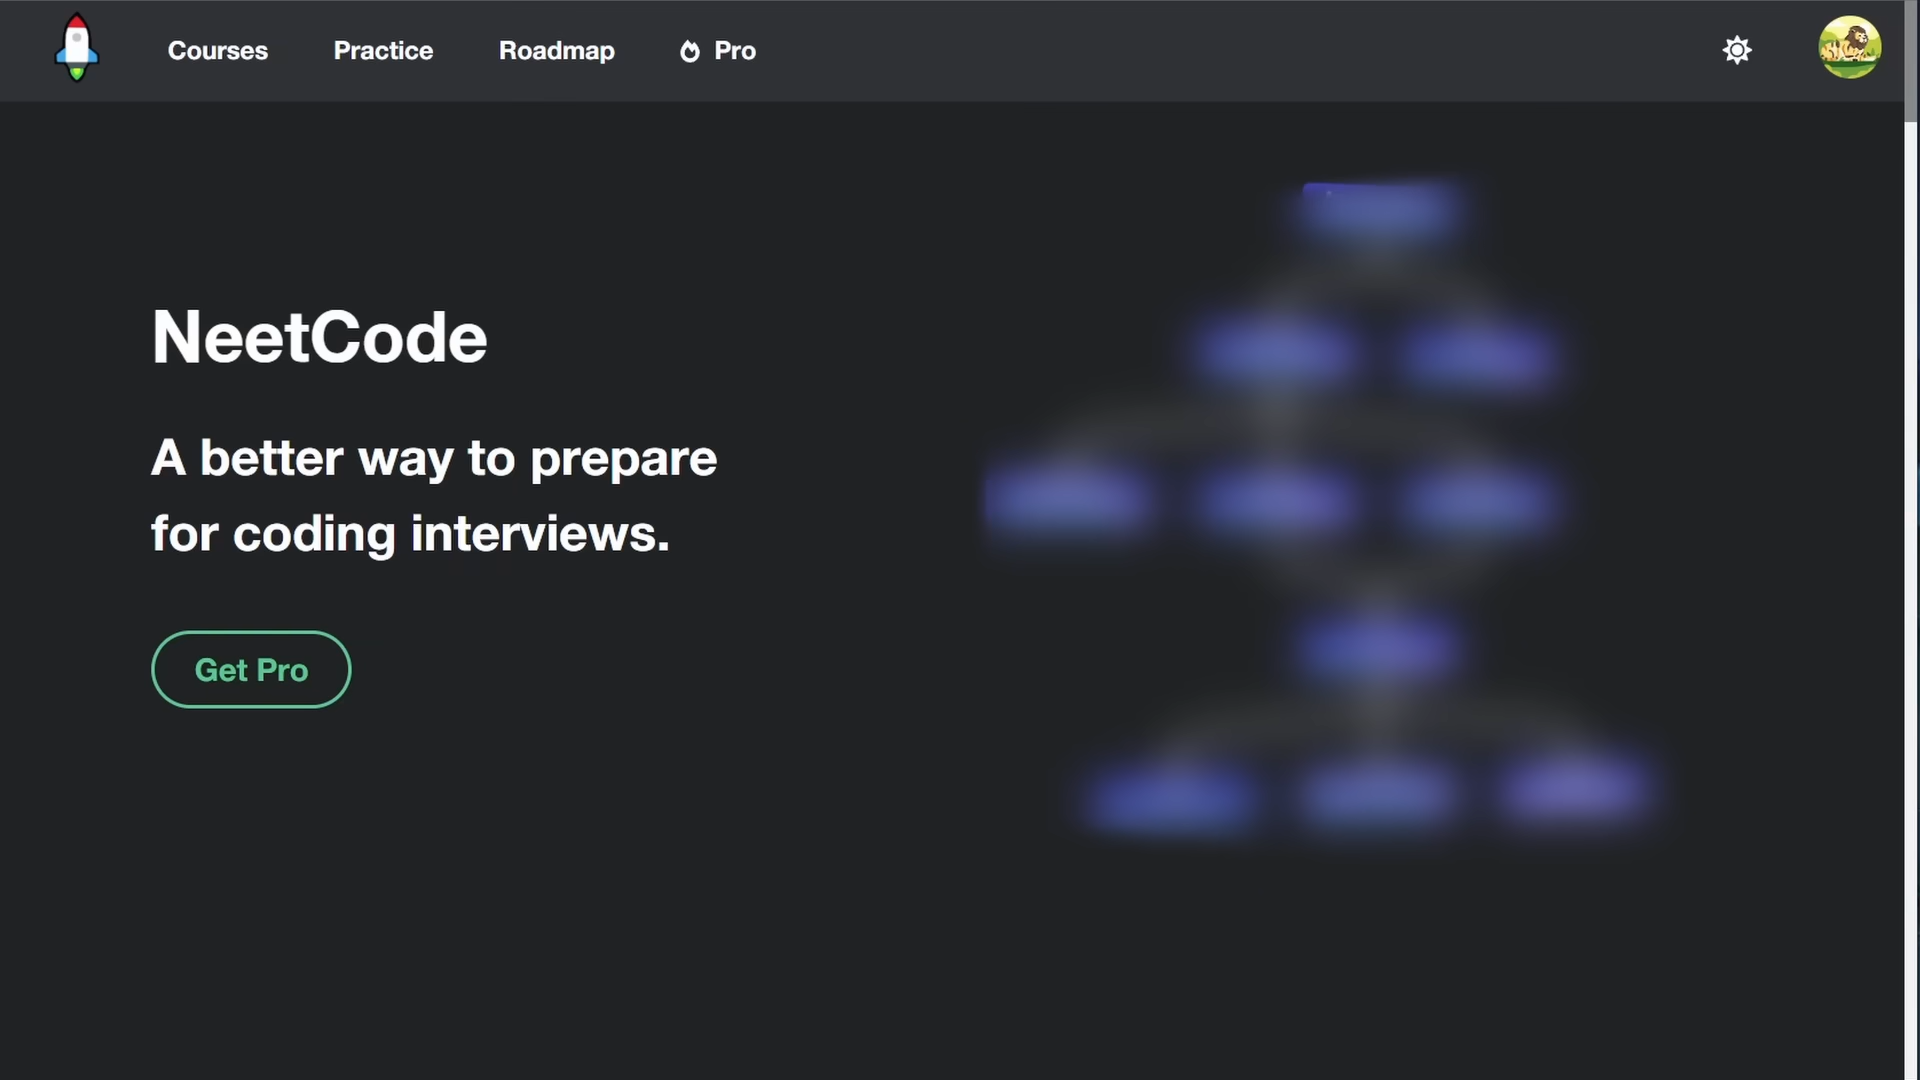 Courses
Practice
Roadmap
Pro
NeetCode
A better way to prepare
for coding interviews.
Get Pro